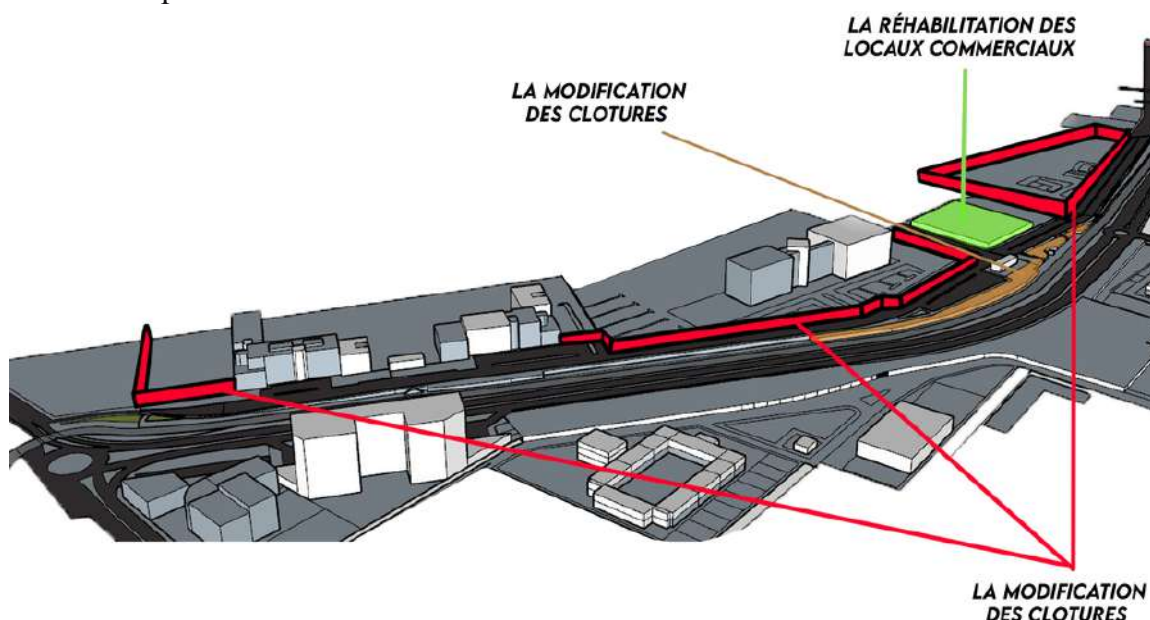 LA RÉHABILITATION DES
LOCAUX COMMERCIAUX
LA MODIFICATION
DES CLOTURES
LA MODIFICATION
DES CLOTURES